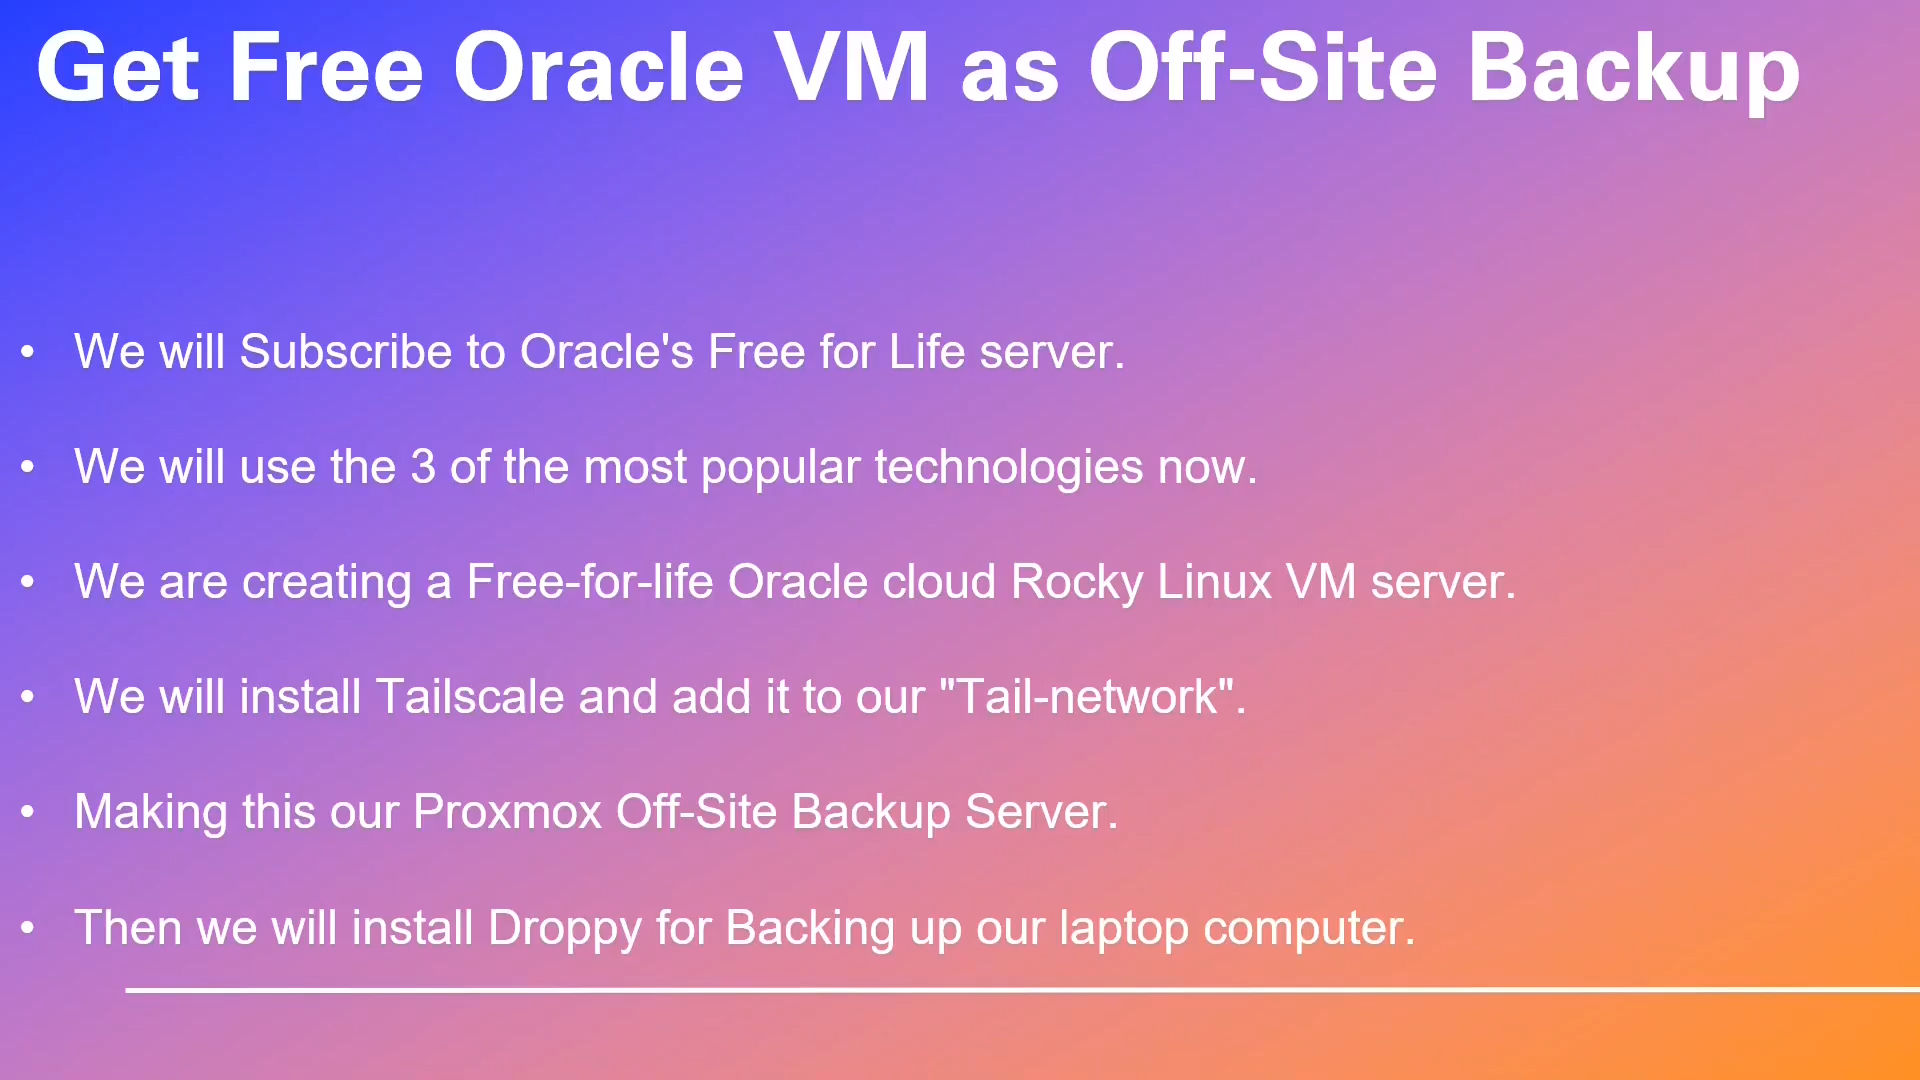 Get Free Oracle VM as Off-Site Backup
• We will Subscribe to Oracle's Free for Life server.
• We will use the 3 of the most popular technologies now.
• We are creating a Free-for-life Oracle cloud Rocky Linux VM server.
• We will install Tailscale and add it to our "Tail-network".
• Making this our Proxmox Off-Site Backup Server.
• Then we will install Droppy for Backing up our laptop computer.